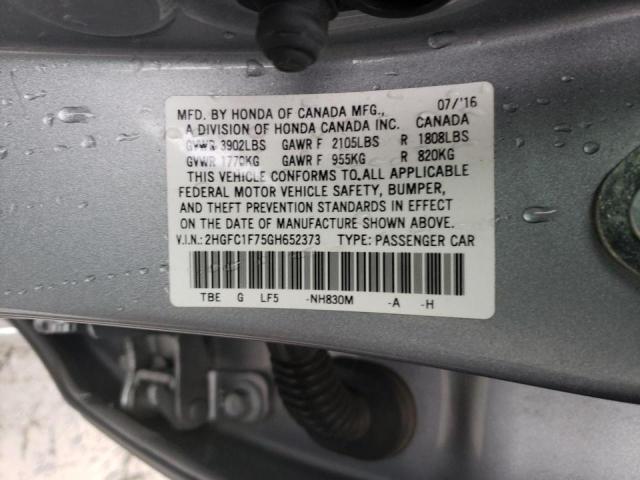 MFD. BY HONDA OF CANADA MFG., 07/'16
A DIVISION OF HONDA CANADA INC. CANADA
GVWR 3902LBS GAWR F 2105LBS R 1808LBS
GVWR 1770KG GAWR F 955KG R 820KG
THIS VEHICLE CONFORMS TO ALL APPLICABLE
FEDERAL MOTOR VEHICLE SAFETY, BUMPER,
AND THEFT PREVENTION STANDARDS IN EFFECT
ON THE DATE OF MANUFACTURE SHOWN ABOVE.
V.I.N.: 2HGFC1F75GH652373 TYPE: PASSENGER CAR
TBE G LF5 -NH830M -A -H